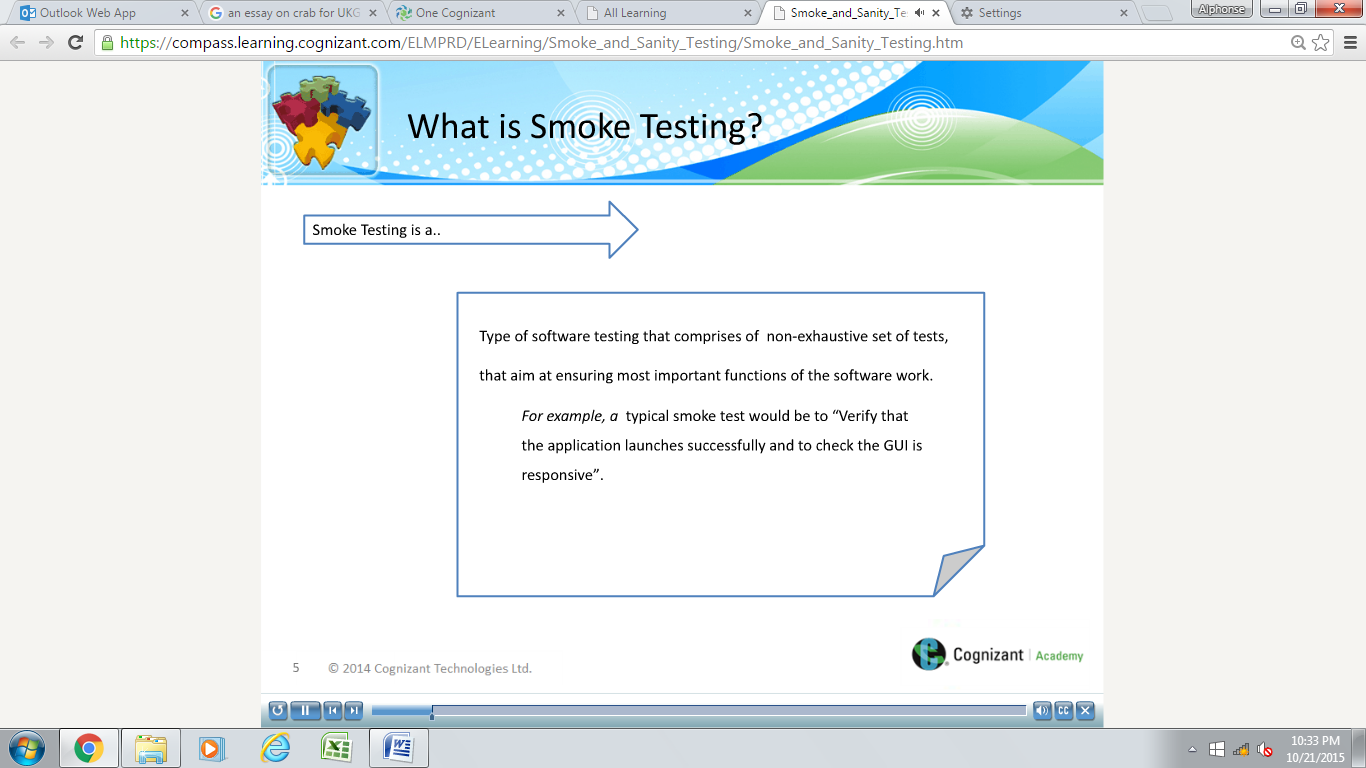 Outlook Web App
an essay on crab for UKG
One Cognizant
All Learning
Smoke_and_Sanity_Te
Settings
Alphonse
https://compass.learning.cognizant.com/ELMPRD/ELearning/Smoke_and_Sanity_Testing/Smoke_and_Sanity_Testing.htm
What is Smoke Testing?
Smoke Testing is a..
Type of software testing that comprises of  non-exhaustive set of tests,
that aim at ensuring most important functions of the software work.
For example, a  typical smoke test would be to “Verify that
the application launches successfully and to check the GUI is
responsive”.
5
© 2014 Cognizant Technologies Ltd.
Cognizant | Academy
CC
10:33 PM
10/21/2015